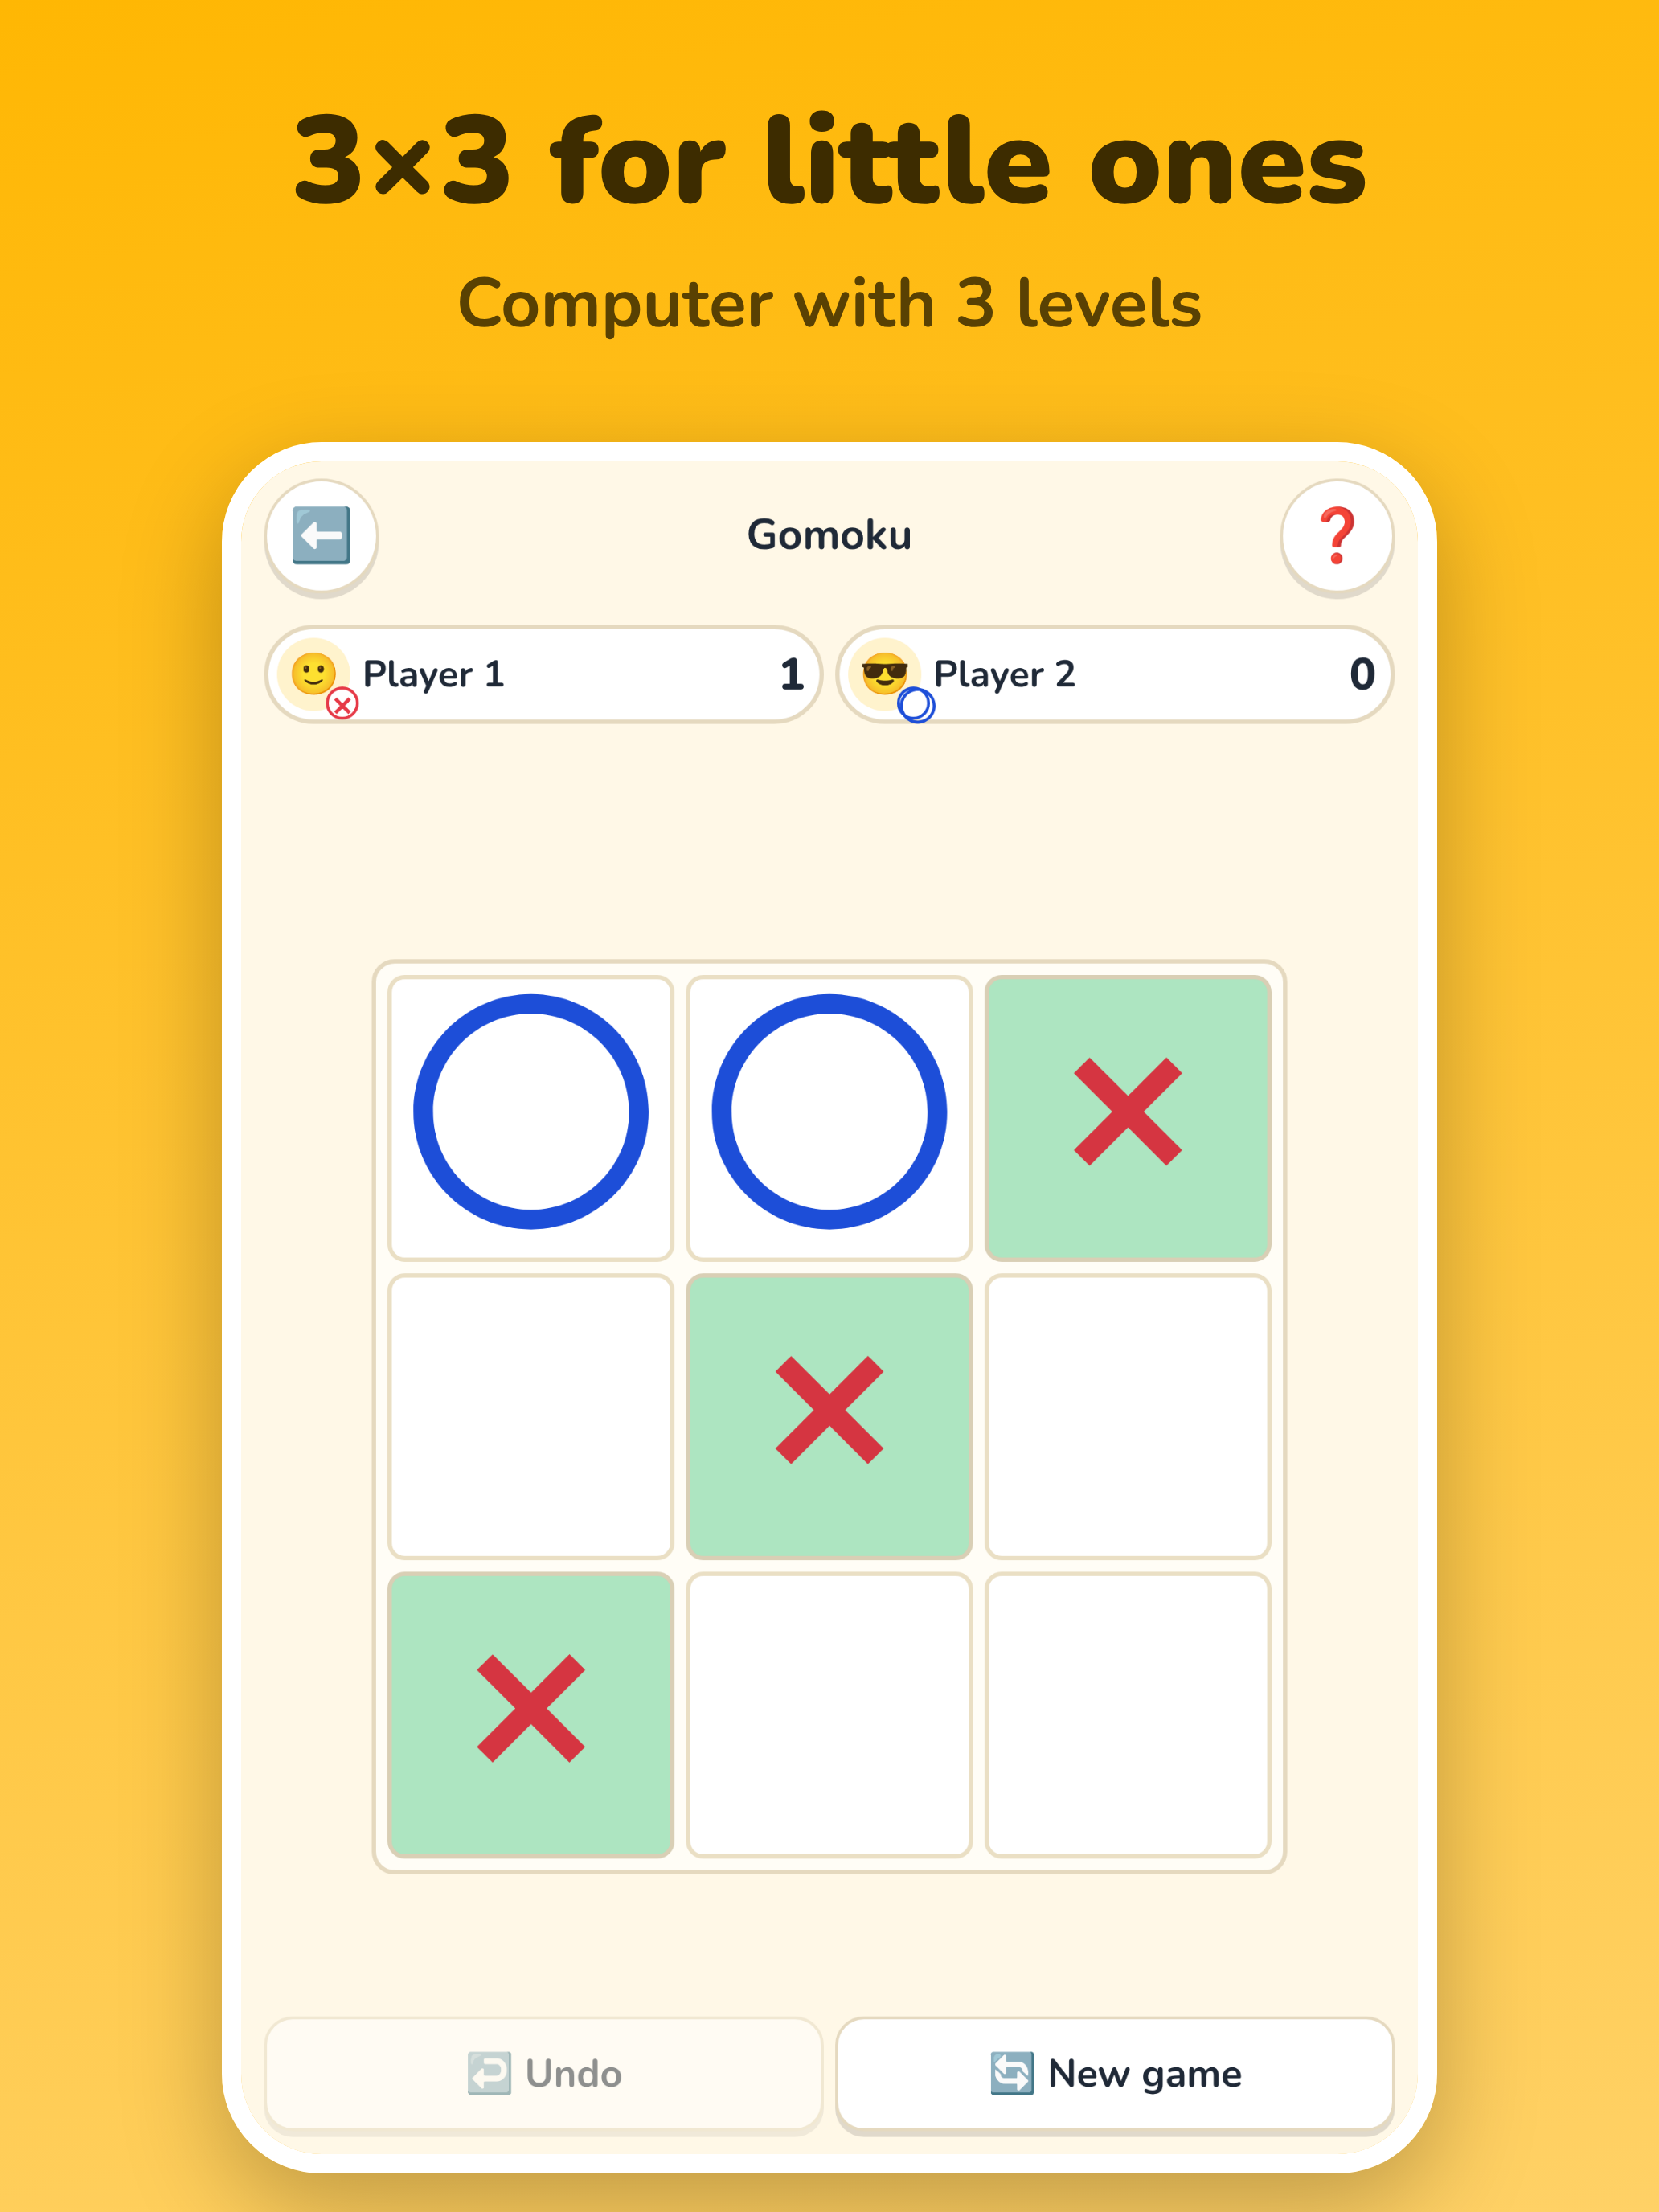 3×3 for little ones
Computer with 3 levels
Gomoku
Player 1 1
Player 2 0
Undo
New game